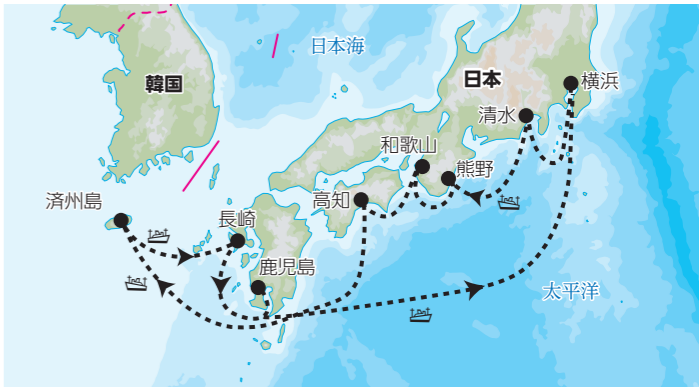 日本海
韓国
日本
横浜
清水
和歌山
熊野
済州島
高知
長崎
鹿児島
太平洋